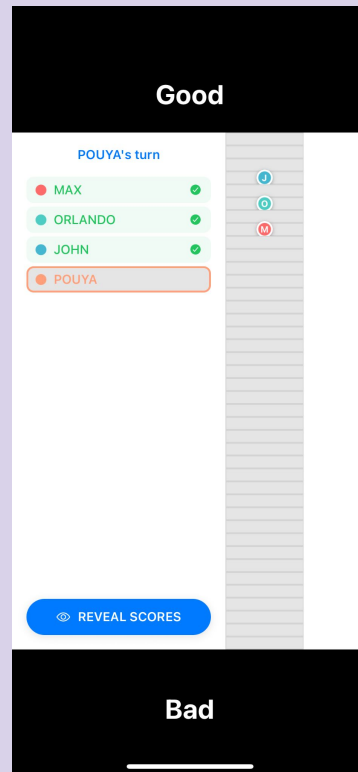 Good
POUYA's turn
MAX
ORLANDO
JOHN
POUYA
J
O
M
REVEAL SCORES
Bad